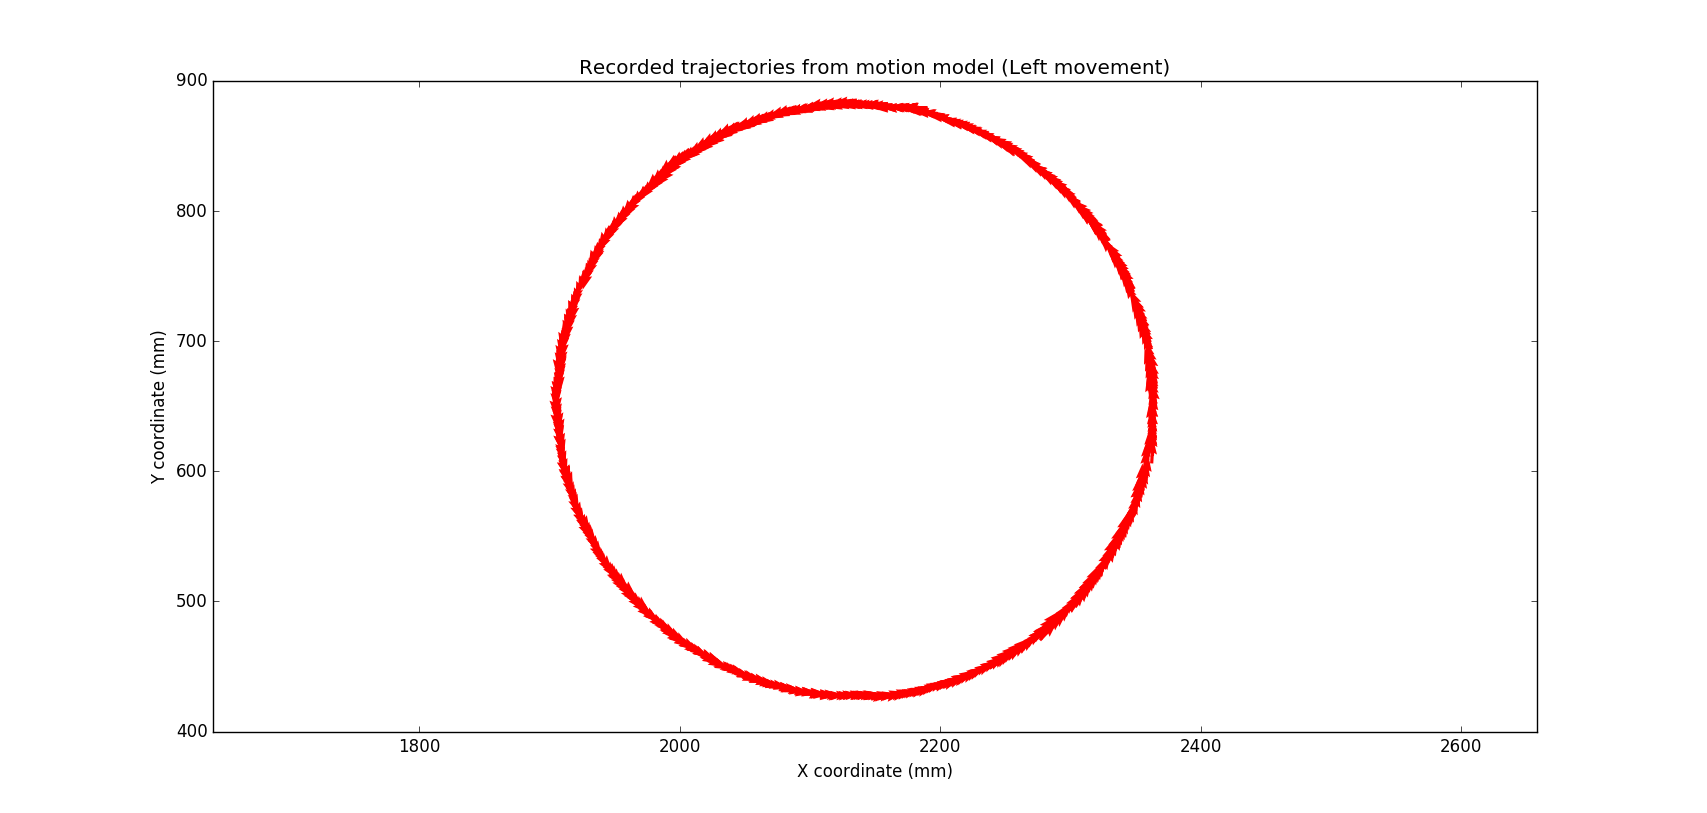 Recorded trajectories from motion model (Left movement)
900
800
700
600
500
400
Y coordinate (mm)
1800 2000 2200 2400 2600
X coordinate (mm)